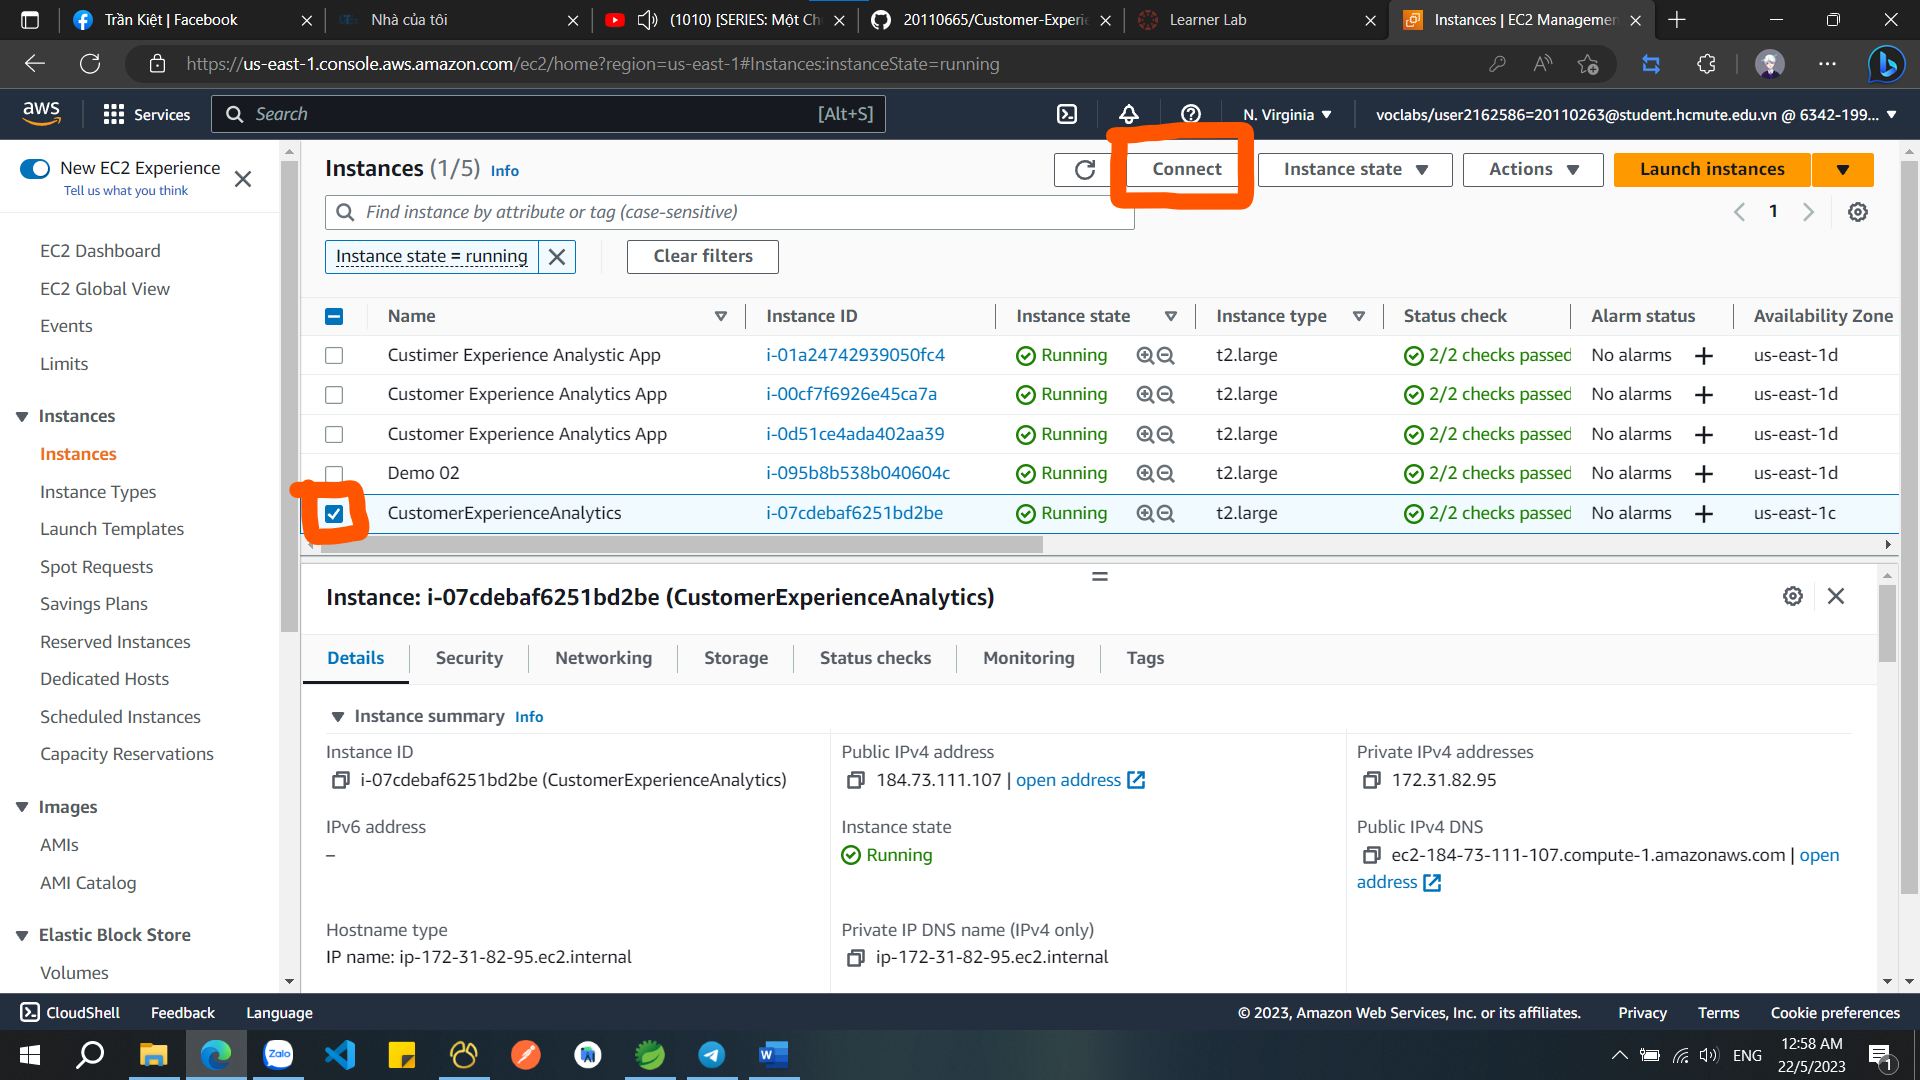 Trần Kiệt | Facebook
Nhà của tôi
(1010) [SERIES: Một Ch
20110665/Customer-Experie
Learner Lab
Instances | EC2 Managemen
https://us-east-1.console.aws.amazon.com/ec2/home?region=us-east-1#Instances:instanceState=running
aws
Services
Search
[Alt+S]
N. Virginia
voclabs/user2162586=20110263@student.hcmute.edu.vn @ 6342-199...
New EC2 Experience
Tell us what you think
EC2 Dashboard
EC2 Global View
Events
Limits
Instances
Instances
Instance Types
Launch Templates
Spot Requests
Savings Plans
Reserved Instances
Dedicated Hosts
Scheduled Instances
Capacity Reservations
Images
AMIs
AMI Catalog
Elastic Block Store
Volumes
Instances (1/5) Info
Connect
Instance state
Actions
Launch instances
Find instance by attribute or tag (case-sensitive)
1
Instance state = running
Clear filters
Name Instance ID Instance state Instance type Status check Alarm status Availability Zone
Custimer Experience Analystic App i-01a24742939050fc4 Running t2.large 2/2 checks passed No alarms us-east-1d
Customer Experience Analytics App i-00cf7f6926e45ca7a Running t2.large 2/2 checks passed No alarms us-east-1d
Customer Experience Analytics App i-0d51ce4ada402aa39 Running t2.large 2/2 checks passed No alarms us-east-1d
Demo 02 i-095b8b538b040604c Running t2.large 2/2 checks passed No alarms us-east-1d
CustomerExperienceAnalytics i-07cdebaf6251bd2be Running t2.large 2/2 checks passed No alarms us-east-1c
Instance: i-07cdebaf6251bd2be (CustomerExperienceAnalytics)
Details Security Networking Storage Status checks Monitoring Tags
Instance summary Info
Instance ID
i-07cdebaf6251bd2be (CustomerExperienceAnalytics)
Public IPv4 address
184.73.111.107 | open address
Private IPv4 addresses
172.31.82.95
IPv6 address
–
Instance state
Running
Public IPv4 DNS
ec2-184-73-111-107.compute-1.amazonaws.com | open
address
Hostname type
IP name: ip-172-31-82-95.ec2.internal
Private IP DNS name (IPv4 only)
ip-172-31-82-95.ec2.internal
CloudShell
Feedback
Language
© 2023, Amazon Web Services, Inc. or its affiliates.
Privacy
Terms
Cookie preferences
Zalo
ENG
12:58 AM
22/5/2023
1